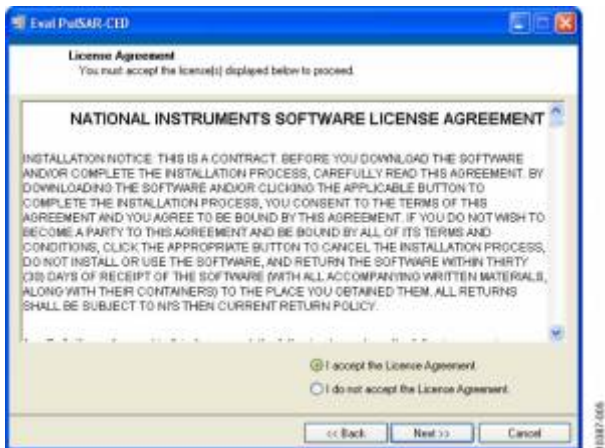 Eval PulSAR-CED
License Agreement
You must accept the license(s) displayed below to proceed.
NATIONAL INSTRUMENTS SOFTWARE LICENSE AGREEMENT
INSTALLATION NOTICE: THIS IS A CONTRACT. BEFORE YOU DOWNLOAD THE SOFTWARE
AND/OR COMPLETE THE INSTALLATION PROCESS, CAREFULLY READ THIS AGREEMENT. BY
DOWNLOADING THE SOFTWARE AND/OR CLICKING THE APPLICABLE BUTTON TO
COMPLETE THE INSTALLATION PROCESS, YOU CONSENT TO THE TERMS OF THIS
AGREEMENT AND YOU AGREE TO BE BOUND BY THIS AGREEMENT. IF YOU DO NOT WISH TO
BECOME A PARTY TO THIS AGREEMENT AND BE BOUND BY ALL OF ITS TERMS AND
CONDITIONS, CLICK THE APPROPRIATE BUTTON TO CANCEL THE INSTALLATION PROCESS,
DO NOT INSTALL OR USE THE SOFTWARE, AND RETURN THE SOFTWARE WITHIN THIRTY
(30) DAYS OF RECEIPT OF THE SOFTWARE (WITH ALL ACCOMPANYING WRITTEN MATERIALS,
ALONG WITH THEIR CONTAINERS) TO THE PLACE YOU OBTAINED THEM. ALL RETURNS
SHALL BE SUBJECT TO NI'S THEN CURRENT RETURN POLICY.
I accept the License Agreement.
I do not accept the License Agreement.
<< Back
Next >>
Cancel